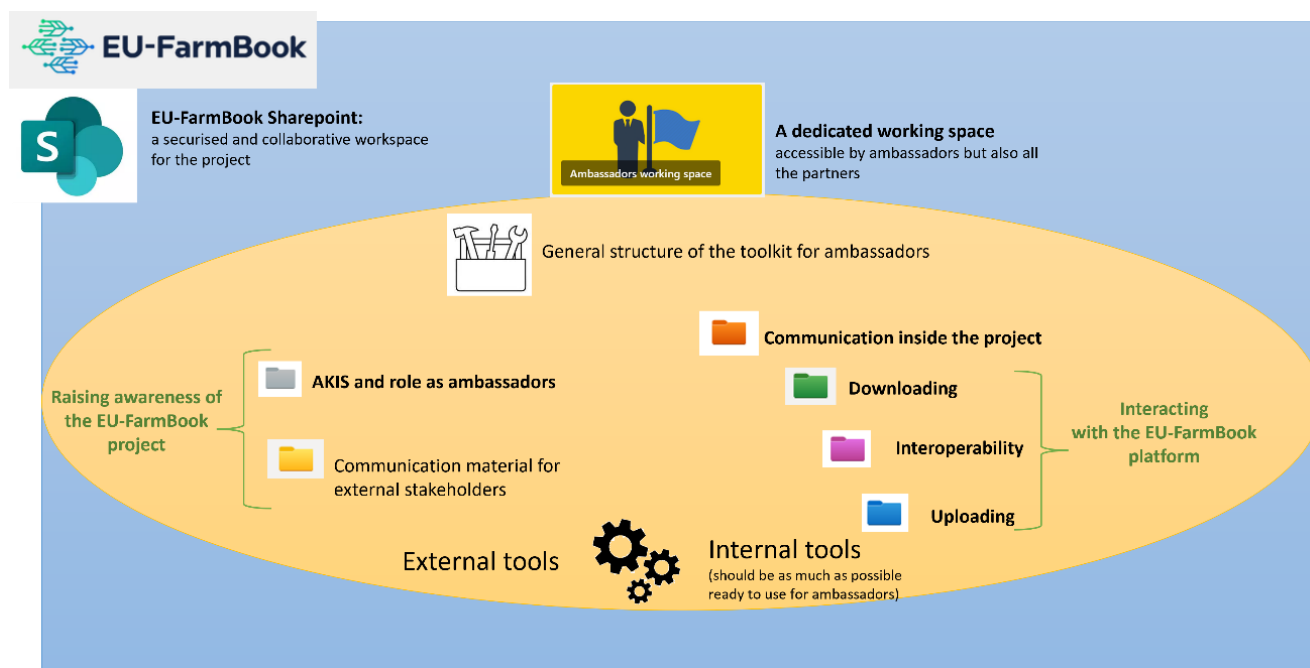 EU-FarmBook
S
EU-FarmBook Sharepoint:
a securised and collaborative workspace
for the project
Ambassadors working space
A dedicated working space
accessible by ambassadors but also all
the partners
General structure of the toolkit for ambassadors
Raising awareness of
the EU-FarmBook
project
AKIS and role as ambassadors
Communication material for
external stakeholders
Communication inside the project
Downloading
Interoperability
Uploading
Interacting
with the EU-FarmBook
platform
External tools
Internal tools
(should be as much as possible
ready to use for ambassadors)